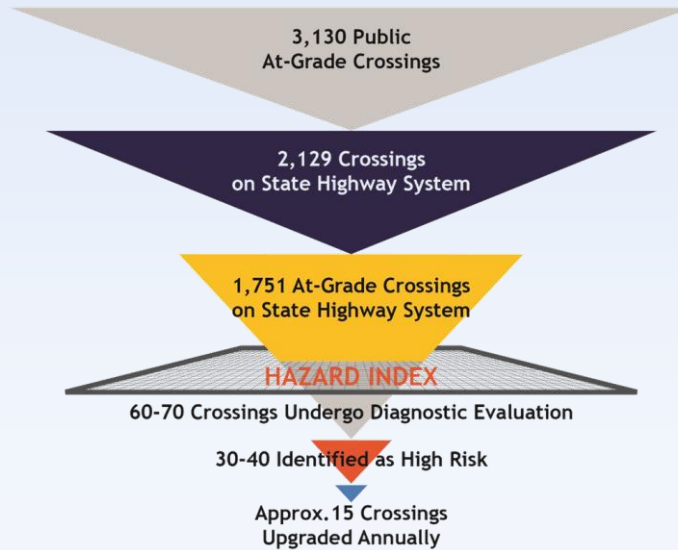 3,130 Public
At-Grade Crossings
2,129 Crossings
on State Highway System
1,751 At-Grade Crossings
on State Highway System
HAZARD INDEX
60-70 Crossings Undergo Diagnostic Evaluation
30-40 Identified as High Risk
Approx.15 Crossings
Upgraded Annually